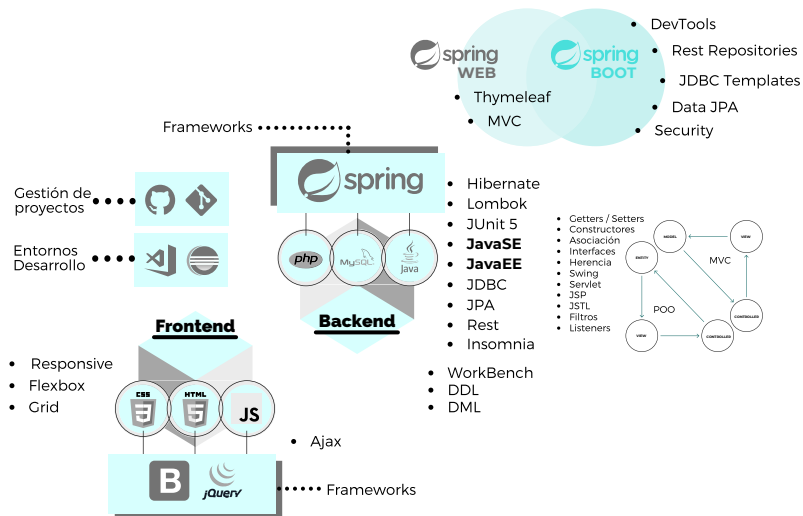 spring
WEB
spring
BOOT
DevTools
Rest Repositories
JDBC Templates
Data JPA
Security
Thymeleaf
MVC
Frameworks
spring
Gestión de
proyectos
Entornos
Desarrollo
php
MySQL
Java
Backend
Hibernate
Lombok
JUnit 5
JavaSE
JavaEE
JDBC
JPA
Rest
Insomnia
WorkBench
DDL
DML
Getters / Setters
Constructores
Asociación
Interfaces
Herencia
Swing
Servlet
JSP
JSTL
Filtros
Listeners
MODEL
VIEW
ENTITY
MVC
POO
CONTROLLER
VIEW
CONTROLLER
Frontend
Responsive
Flexbox
Grid
CSS
3
HTML
5
JS
Ajax
B
jQuery
Frameworks